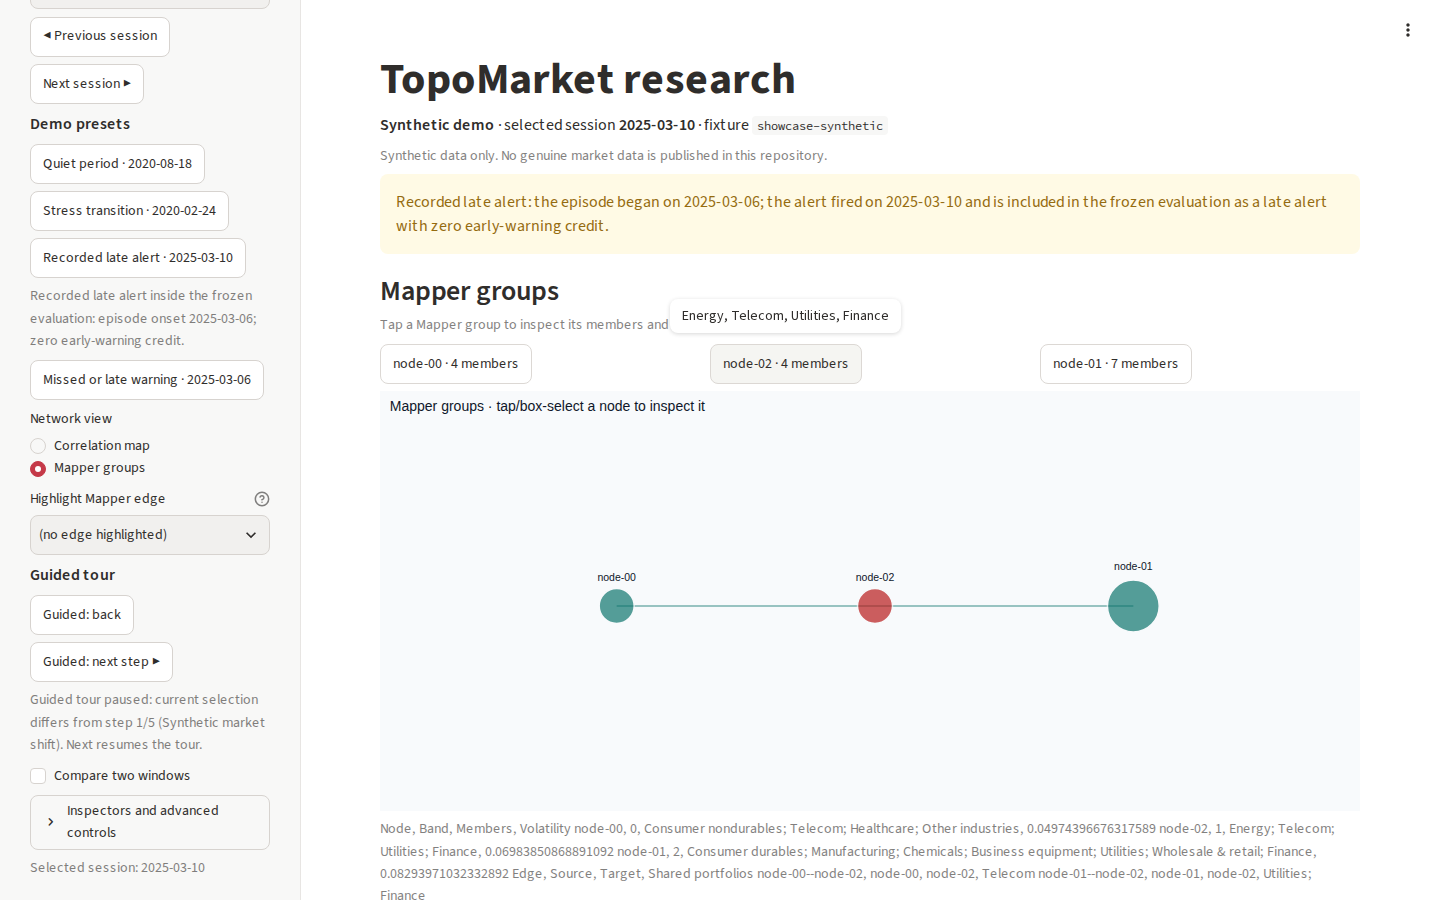 ◂ Previous session
Next session ▸
Demo presets
Quiet period · 2020-08-18
Stress transition · 2020-02-24
Recorded late alert · 2025-03-10
Recorded late alert inside the frozen
evaluation: episode onset 2025-03-06;
zero early-warning credit.
Missed or late warning · 2025-03-06
Network view
Correlation map
Mapper groups
Highlight Mapper edge
(no edge highlighted)
Guided tour
Guided: back
Guided: next step ▸
Guided tour paused: current selection
differs from step 1/5 (Synthetic market
shift). Next resumes the tour.
Compare two windows
Inspectors and advanced
controls
Selected session: 2025-03-10
TopoMarket research
Synthetic demo · selected session 2025-03-10 · fixture showcase-synthetic
Synthetic data only. No genuine market data is published in this repository.
Recorded late alert: the episode began on 2025-03-06; the alert fired on 2025-03-10 and is included in the frozen evaluation as a late alert
with zero early-warning credit.
Mapper groups
Tap a Mapper group to inspect its members and
Energy, Telecom, Utilities, Finance
node-00 · 4 members
node-02 · 4 members
node-01 · 7 members
Mapper groups · tap/box-select a node to inspect it
node-00
node-02
node-01
Node, Band, Members, Volatility node-00, 0, Consumer nondurables; Telecom; Healthcare; Other industries, 0.04974396676317589 node-02, 1, Energy; Telecom;
Utilities; Finance, 0.06983850868891092 node-01, 2, Consumer durables; Manufacturing; Chemicals; Business equipment; Utilities; Wholesale & retail; Finance,
0.08293971032332892 Edge, Source, Target, Shared portfolios node-00--node-02, node-00, node-02, Telecom node-01--node-02, node-01, node-02, Utilities;
Finance